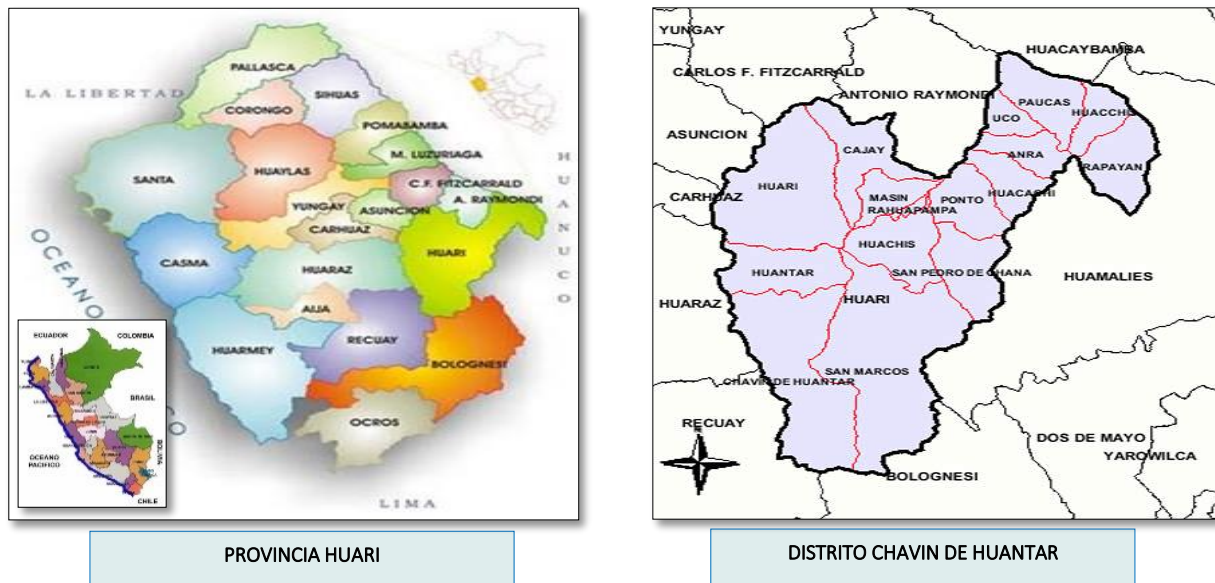 PALLASCA
LA LIBERTAD
SIHUAS
CORONGO
POMABAMBA
M. LUZURIAGA
SANTA
HUAYLAS
C.F. FITZCARRALD
YUNGAY
ASUNCION
A. RAYMONDI
HUANUCO
CARHUAZ
HUARI
OCEANO
CASMA
HUARAZ
AIJA
RECUAY
HUARMEY
BOLOGNESI
OCROS
LIMA
ECUADOR
COLOMBIA
BRASIL
OCEANO
PACIFICO
BOLIVIA
CHILE
PROVINCIA HUARI
YUNGAY
HUACAYBAMBA
CARLOS F. FITZCARRALD
ANTONIO RAYMONDI
PAUCAS
UCO
HUACCHIS
ASUNCION
CAJAY
ANRA
RAPAYAN
HUARI
CARHUAZ
MASIN
PONTO
HUACACHI
RAHUAPAMPA
HUACHIS
HUANTAR
SAN PEDRO DE CHANA
HUAMALIES
HUARAZ
HUARI
SAN MARCOS
CHAVIN DE HUANTAR
RECUAY
DOS DE MAYO
YAROWILCA
BOLOGNESI
DISTRITO CHAVIN DE HUANTAR